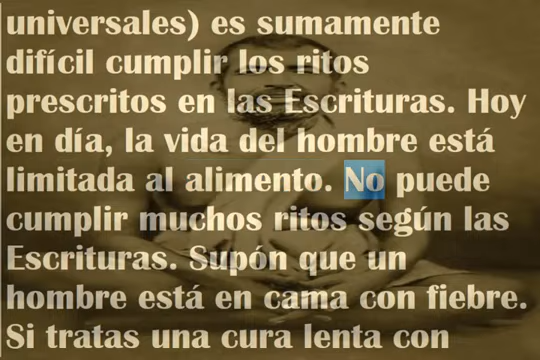 universales) es sumamente
difícil cumplir los ritos
prescritos en las Escrituras. Hoy
en día, la vida del hombre está
limitada al alimento. No puede
cumplir muchos ritos según las
Escrituras. Supón que un
hombre está en cama con fiebre.
Si tratas una cura lenta con